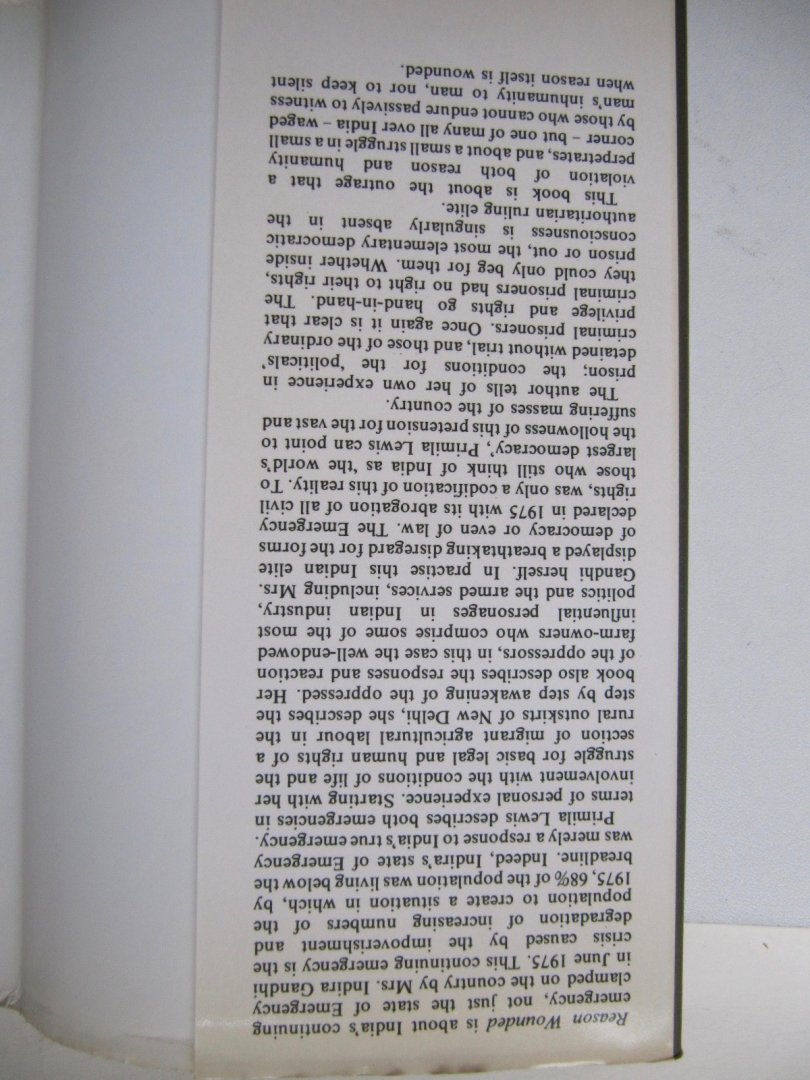 Reason Wounded is about India's continuing
emergency, not just the state of Emergency
clamped on the country by Mrs. Indira Gandhi
in June 1975. This continuing emergency is the
crisis caused by the impoverishment and
degradation of increasing numbers of the
population to create a situation in which, by
1975, 68% of the population was living below the
breadline. Indeed, Indira's state of Emergency
was merely a response to India's true emergency.
Primila Lewis describes both emergencies in
terms of personal experience. Starting with her
involvement with the conditions of life and the
struggle for basic legal and human rights of a
section of migrant agricultural labour in the
rural outskirts of New Delhi, she describes the
step by step awakening of the oppressed. Her
book also describes the responses and reaction
of the oppressors, in this case the well-endowed
farm-owners who comprise some of the most
influential personages in Indian industry,
politics and the armed services, including Mrs.
Gandhi herself. In practise this Indian elite
displayed a breathtaking disregard for the forms
of democracy or even of law. The Emergency
declared in 1975 with its abrogation of all civil
rights, was only a codification of this reality. To
those who still think of India as 'the world's
largest democracy', Primila Lewis can point to
the hollowness of this pretension for the vast and
suffering masses of the country.
The author tells of her own experience in
prison; the conditions for the 'politicals'
detained without trial, and those of the ordinary
criminal prisoners. Once again it is clear that
privilege and rights go hand-in-hand. The
criminal prisoners had no right to their rights,
they could only beg for them. Whether inside
prison or out, the most elementary democratic
consciousness is singularly absent in the
authoritarian ruling elite.
This book is about the outrage that a
violation of both reason and humanity
perpetrates, and about a small struggle in a small
corner – but one of many all over India – waged
by those who cannot endure passively to witness
man's inhumanity to man, nor to keep silent
when reason itself is wounded.